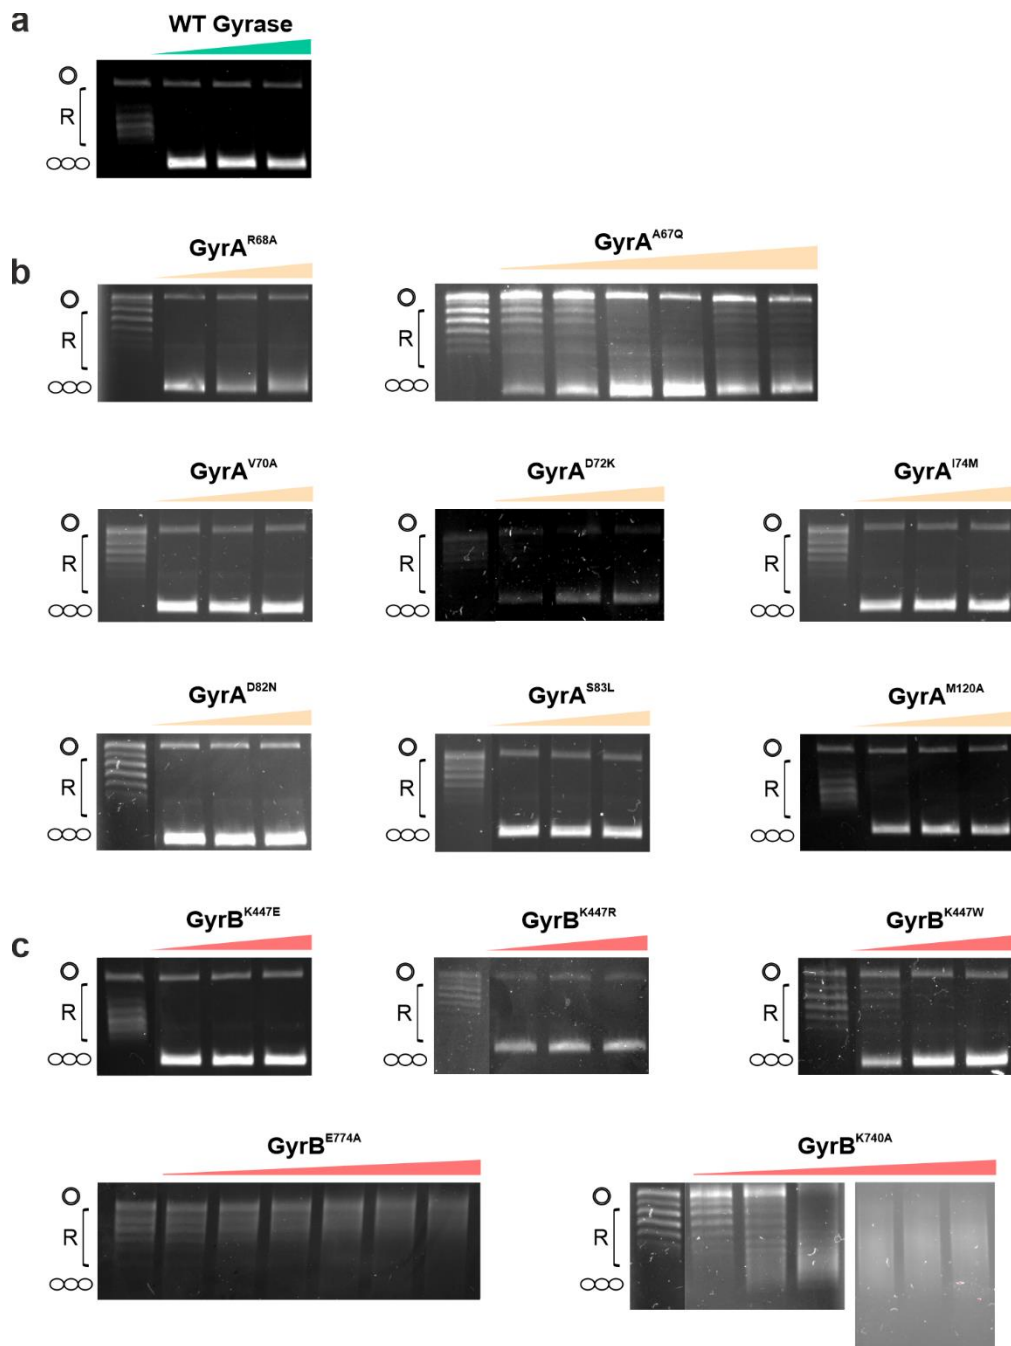 a
WT Gyrase
R
b
GyrA^R68A
R
GyrA^A67Q
R
GyrA^V70A
R
GyrA^D72K
R
GyrA^I74M
R
GyrA^D82N
R
GyrA^S83L
R
GyrA^M120A
R
c
GyrB^K447E
R
GyrB^K447R
R
GyrB^K447W
R
GyrB^E774A
R
GyrB^K740A
R